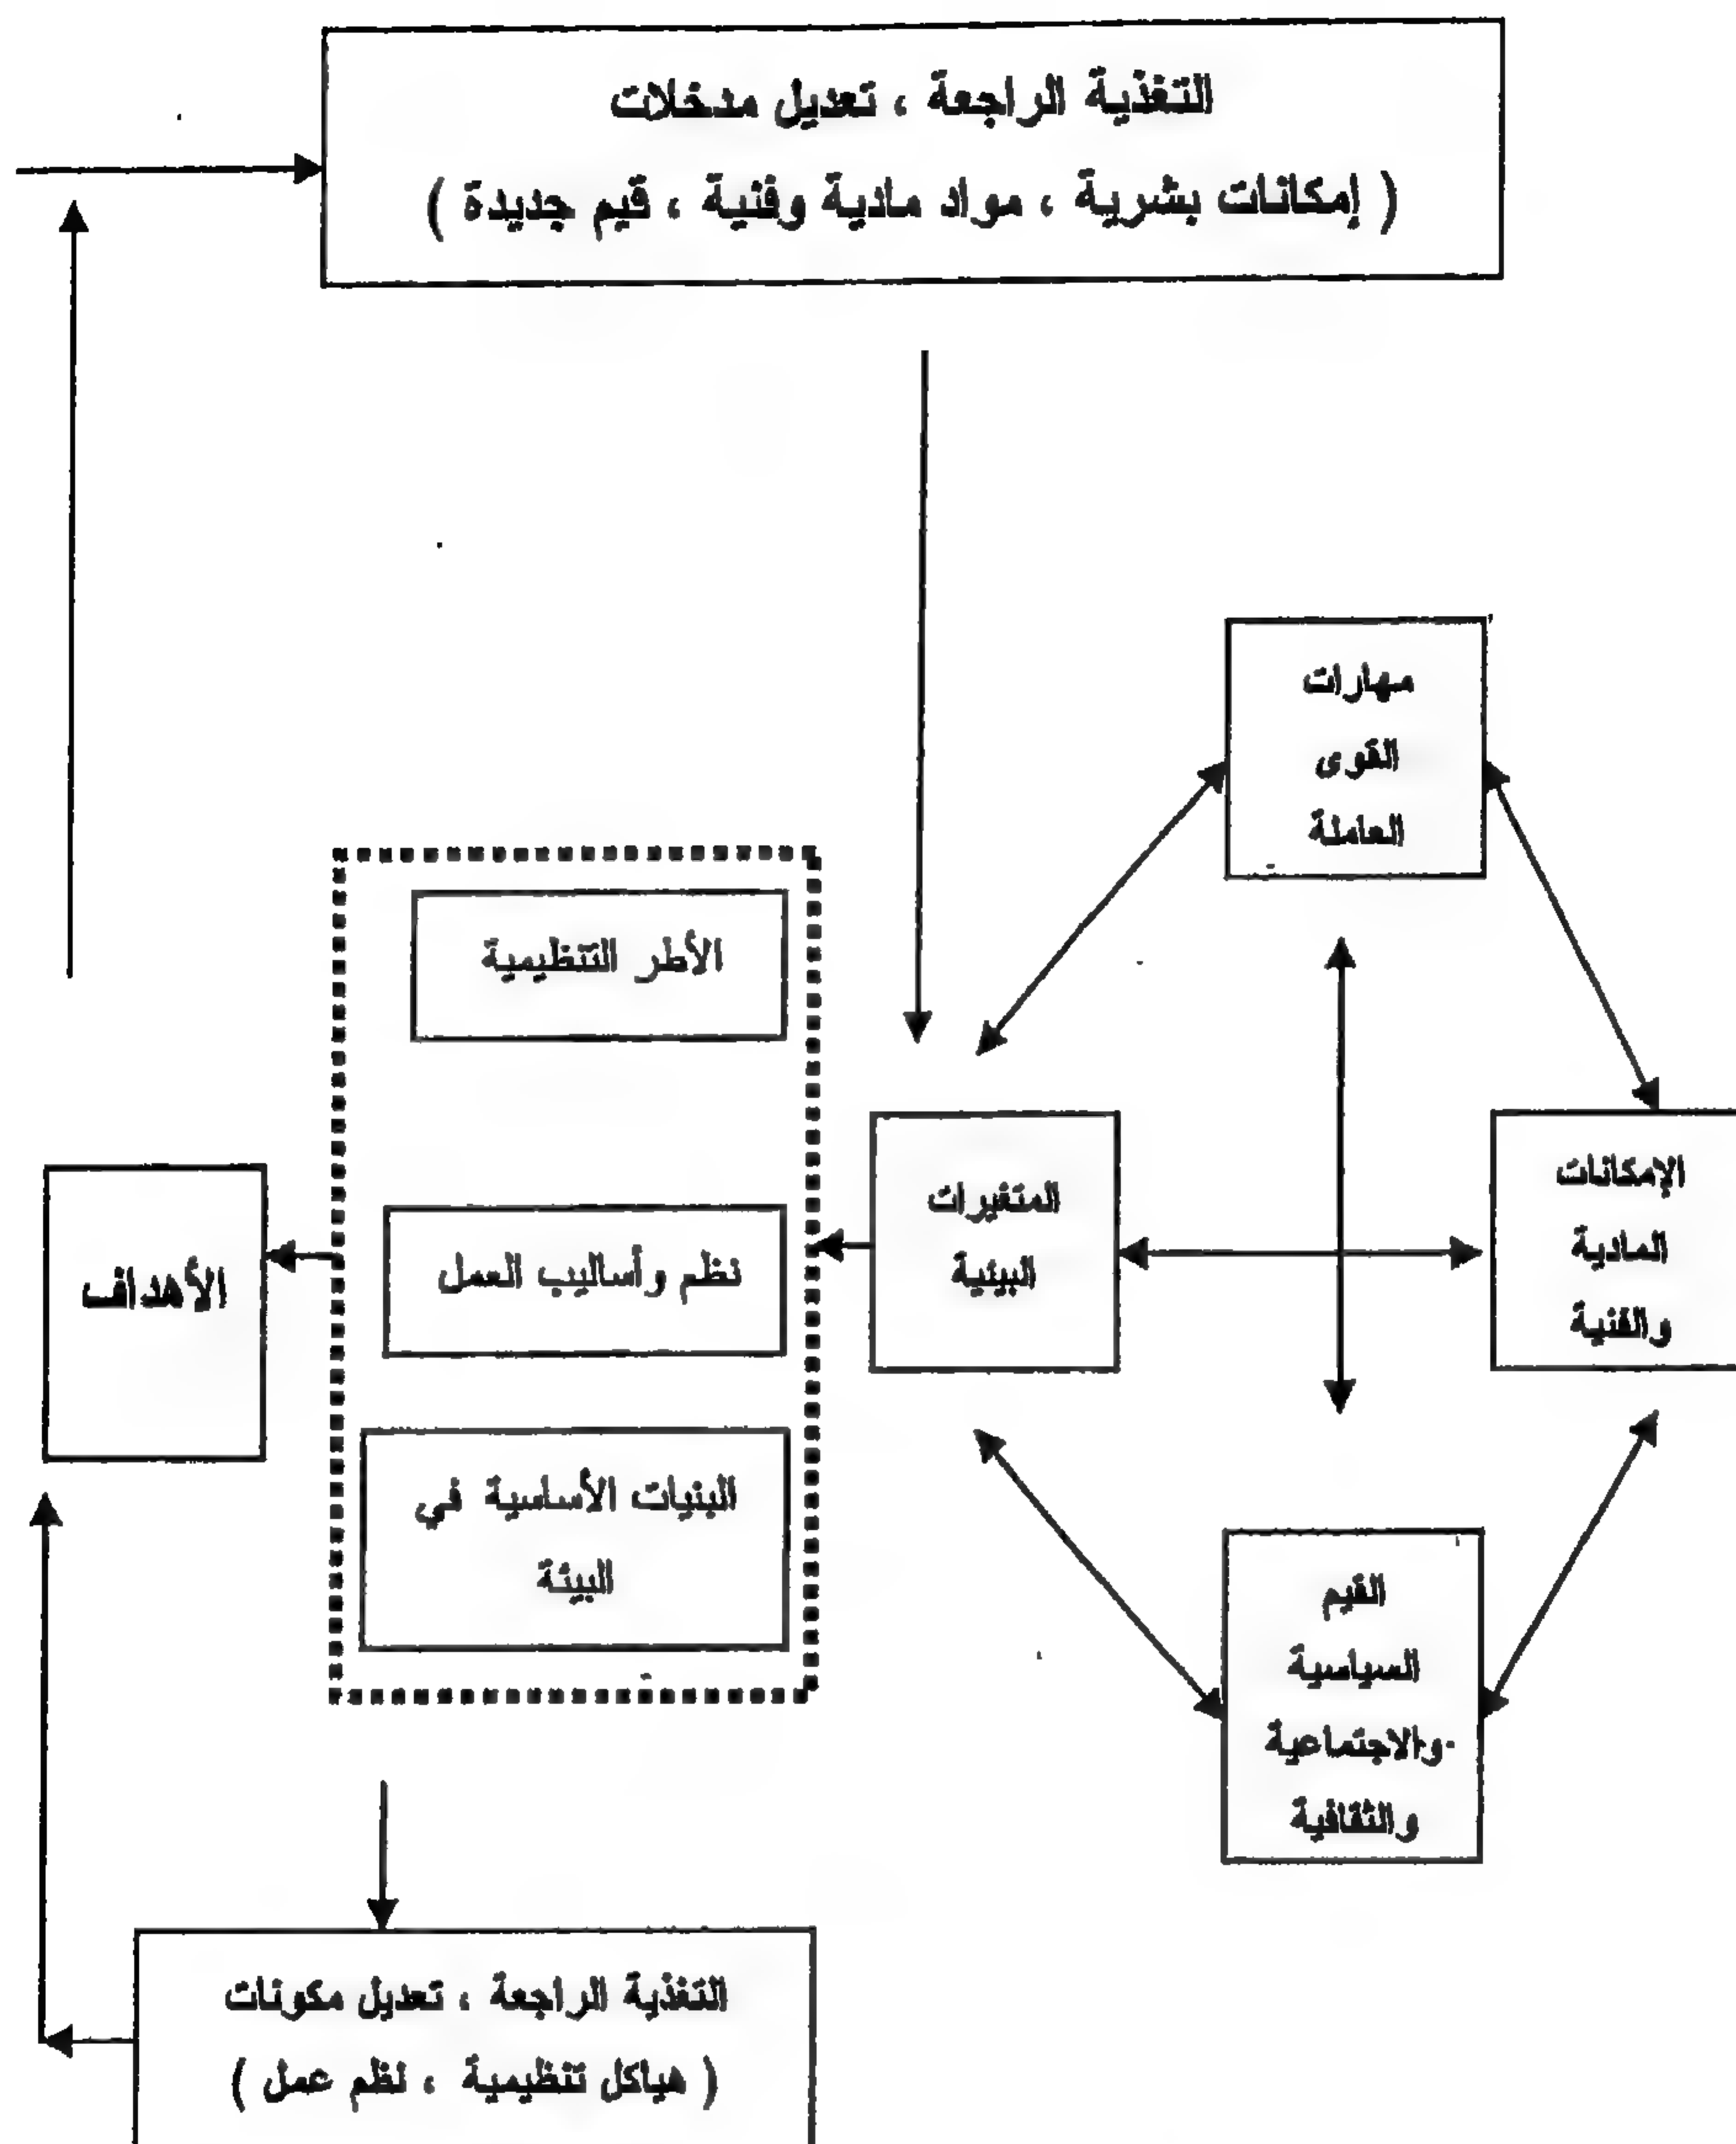 التغذية الراجعة ، تعديل مدخلات
( إمكانات بشرية ، مواد مادية وفنية ، قيم جديدة )
مهارات
القوى
العاملة
الإمكانات
المادية
والفنية
المتغيرات
البيئية
القيم
السياسية
والاجتماعية
والثقافية
الأطر التنظيمية
نظم وأساليب العمل
البنيات الأساسية في
البيئة
الأهداف
التغذية الراجعة ، تعديل مكونات
( هياكل تنظيمية ، نظم عمل )